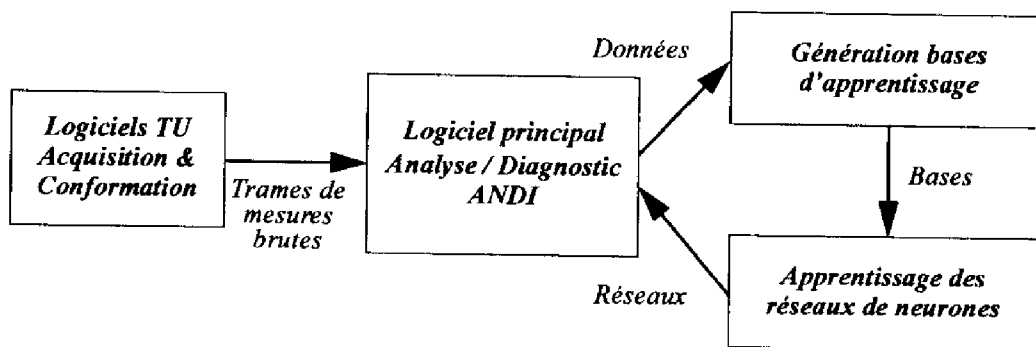 Logiciels TU
Acquisition &
Conformation
Trames de
mesures
brutes
Logiciel principal
Analyse / Diagnostic
ANDI
Données
Génération bases
d'apprentissage
Bases
Apprentissage des
réseaux de neurones
Réseaux